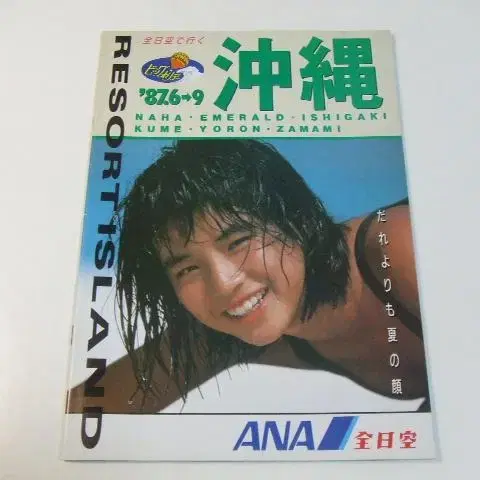 全日空で行く
沖縄
'87.6→9
NAHA・EMERALD・ISHIGAKI
KUME・YORON・ZAMAMI
RESORT ISLAND
だれよりも夏の顔
ANA 全日空